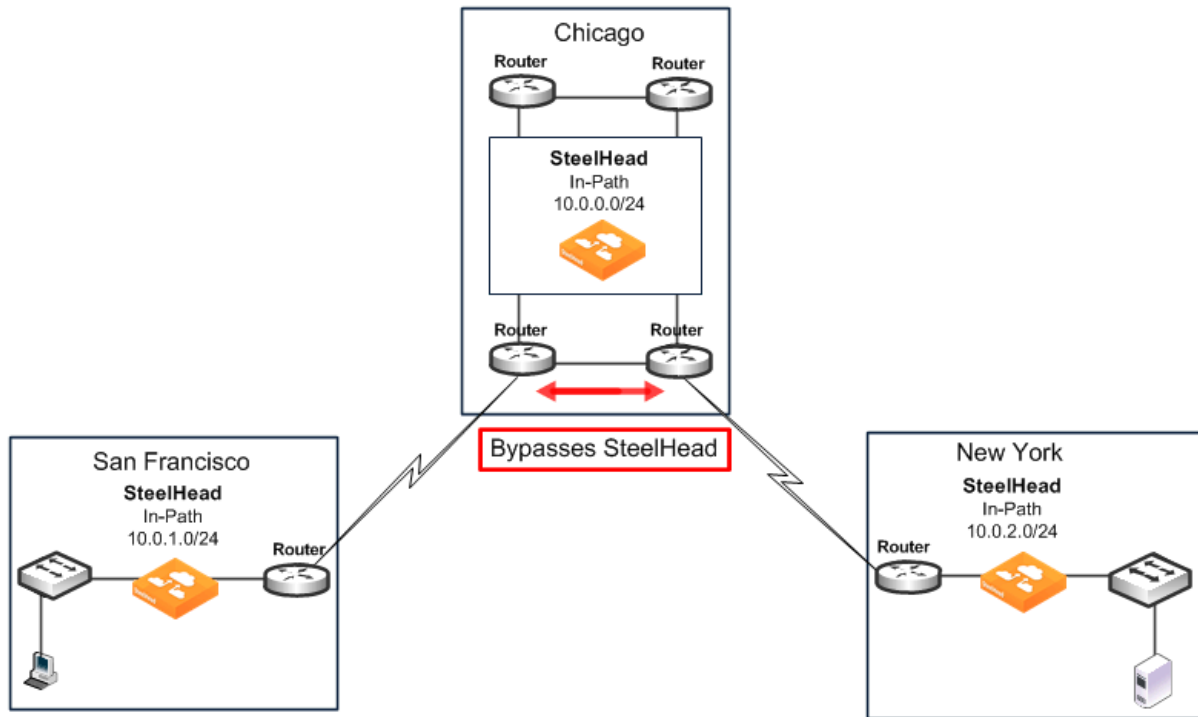 Chicago
Router
Router
SteelHead
In-Path
10.0.0.0/24
Router
Router
Bypasses SteelHead
San Francisco
SteelHead
In-Path
10.0.1.0/24
Router
New York
SteelHead
In-Path
10.0.2.0/24
Router